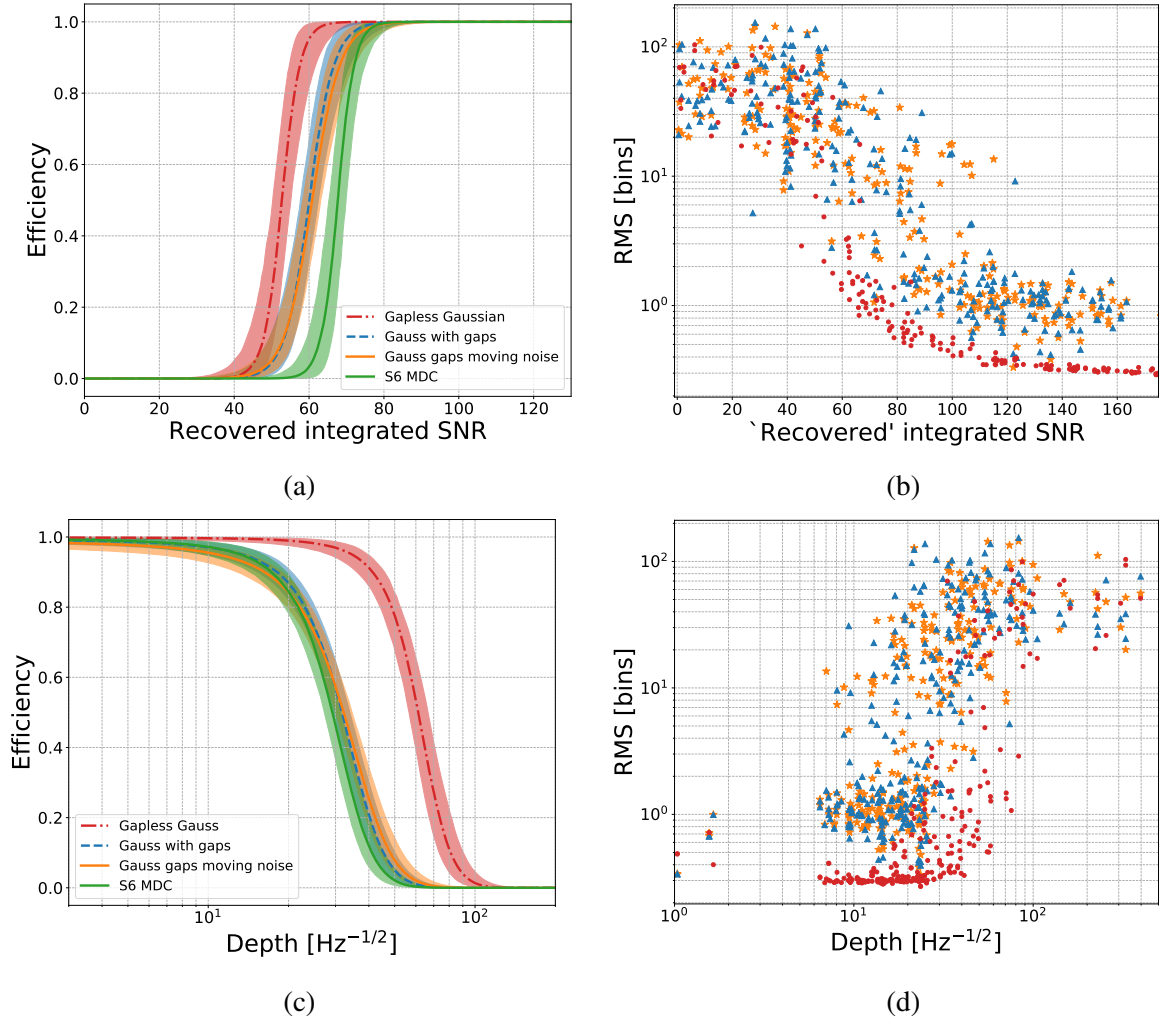 1.0
0.8
0.6
0.4
0.2
0.0
Efficiency
0 20 40 60 80 100 120
Recovered integrated SNR
Gapless Gaussian
Gauss with gaps
Gauss gaps moving noise
S6 MDC
(a)
10²
10¹
10⁰
RMS [bins]
0 20 40 60 80 100 120 140 160
`Recovered' integrated SNR
(b)
1.0
0.8
0.6
0.4
0.2
0.0
Efficiency
10¹ 10²
Depth [Hz⁻¹/²]
Gapless Gauss
Gauss with gaps
Gauss gaps moving noise
S6 MDC
(c)
10²
10¹
10⁰
RMS [bins]
10⁰ 10¹ 10²
Depth [Hz⁻¹/²]
(d)